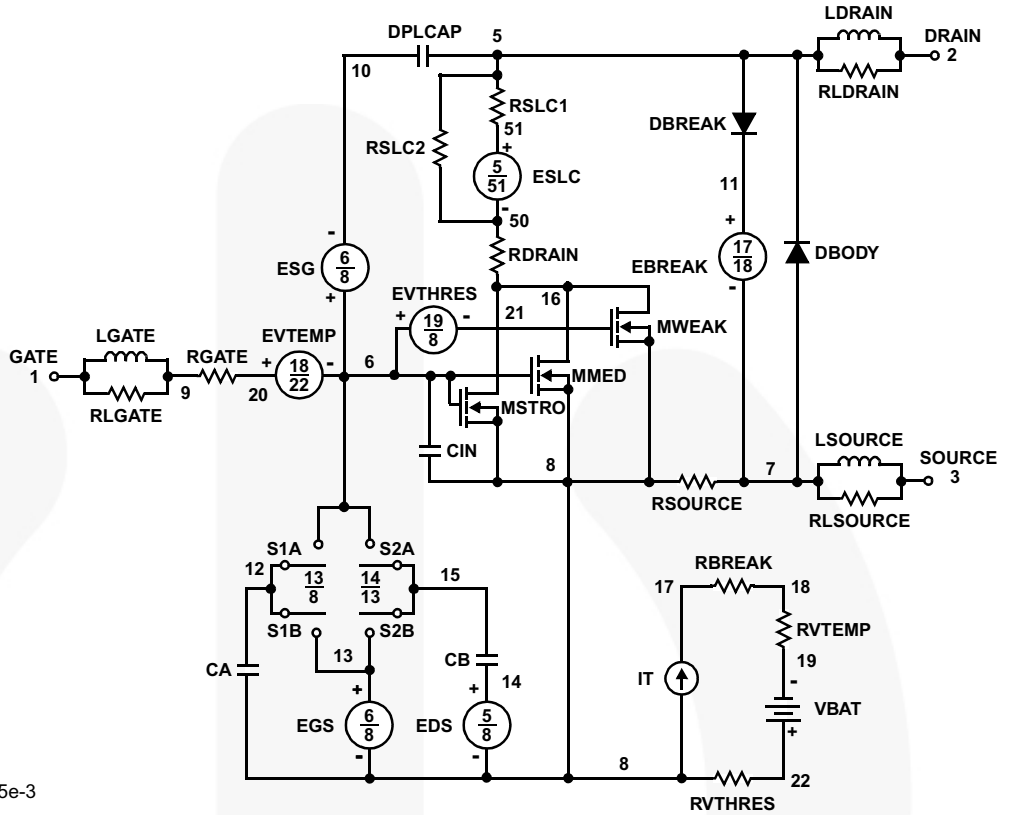 LDRAIN
DPLCAP 5 DRAIN
10 2
RLDRAIN
RSLC1
DBREAK
51
+
RSLC2
5
51
ESLC
11
-
50
- +
RDRAIN
6
8
ESG
17
18
EBREAK
DBODY
+
EVTHRES
16
-
+ -
21
19
8
MWEAK
LGATE
EVTEMP
GATE RGATE + - 6
1
18
22
MMED
9 20
MSTRO
RLGATE
LSOURCE
CIN
8 7 SOURCE
3
RSOURCE
RLSOURCE
S1A S2A
12
13
8
14
13
15
RBREAK
17 18
S1B S2B
RVTEMP
13
CB
19
CA
IT
-
14
+ +
VBAT
EGS
6
8
EDS
5
8
+
- -
8
22
5e-3
RVTHRES